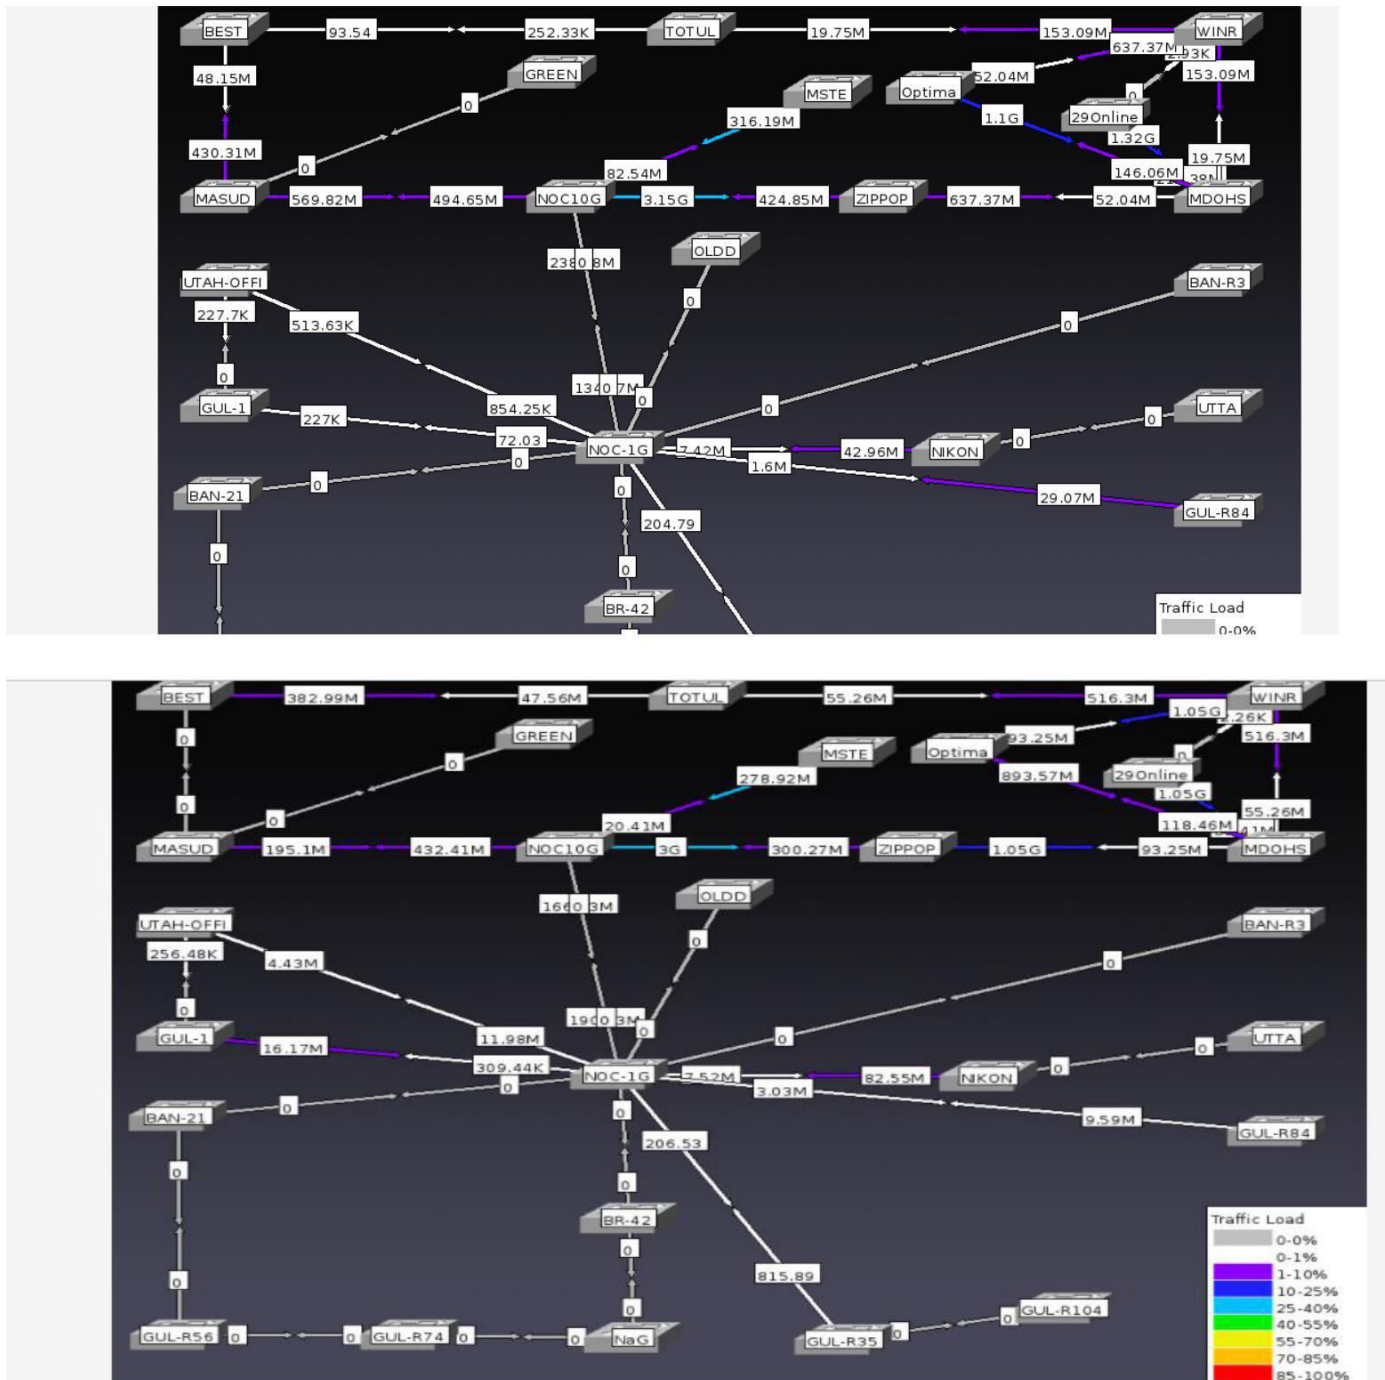 BEST 93.54 252.33K TOTUL 19.75M 153.09M WINR
637.37M 2.93K
48.15M GREEN 52.04M 153.09M
0 MSTE Optima 0
316.19M 1.1G 29Online
1.32G
430.31M 0 82.54M 146.06M 19.75M
MASUD 569.82M 494.65M NOC10G 3.15G 424.85M ZIPPOP 637.37M 52.04M MDOHS
OLDD
UTAH-OFFI BAN-R3
227.7K 513.63K 0 0
0
GUL-1 227K 854.25K 0 0 0 UTTA
72.03 NOC-1G 7.42M 42.96M NIKON 0
BAN-21 0 0 1.6M
0 29.07M GUL-R84
0 204.79
0
BR-42 Traffic Load
0-0%
BEST 382.99M 47.56M TOTUL 55.26M 516.3M WINR
1.05G 2.26K
0 GREEN 93.25M 516.3M
0 MSTE Optima 0
278.92M 893.57M 29Online
1.05G
0 0 20.41M 118.46M 55.26M
MASUD 195.1M 432.41M NOC10G 3G 300.27M ZIPPOP 1.05G 93.25M MDOHS
OLDD
UTAH-OFFI BAN-R3
256.48K 4.43M 0 0
0
GUL-1 16.17M 11.98M 0 0 0 UTTA
309.44K NOC-1G 7.52M 82.55M NIKON 0
BAN-21 0 0 3.03M
0 9.59M GUL-R84
0 206.53
0
BR-42 Traffic Load
0 0-0%
0-1%
0 815.89 1-10%
10-25%
0 GUL-R104 25-40%
GUL-R56 0 0 GUL-R74 0 0 NaG GUL-R35 0 0 40-55%
55-70%
70-85%
85-100%